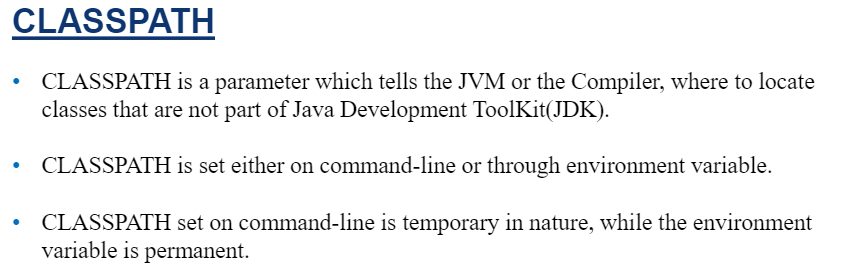 CLASSPATH
• CLASSPATH is a parameter which tells the JVM or the Compiler, where to locate
classes that are not part of Java Development ToolKit(JDK).
• CLASSPATH is set either on command-line or through environment variable.
• CLASSPATH set on command-line is temporary in nature, while the environment
variable is permanent.